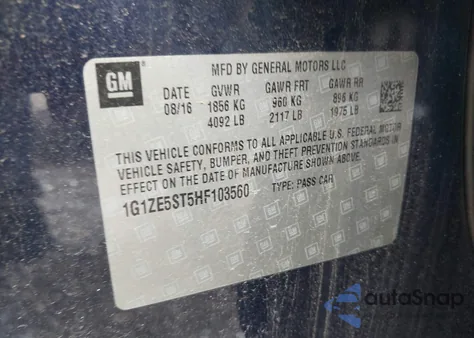 GM
MFD BY GENERAL MOTORS LLC
DATE GVWR GAWR FRT GAWR RR
08/16 1856 KG 960 KG 896 KG
4092 LB 2117 LB 1975 LB
THIS VEHICLE CONFORMS TO ALL APPLICABLE U.S. FEDERAL MOTOR
VEHICLE SAFETY, BUMPER, AND THEFT PREVENTION STANDARDS IN
EFFECT ON THE DATE OF MANUFACTURE SHOWN ABOVE.
1G1ZE5ST5HF103560 TYPE: PASS CAR
autoSnap